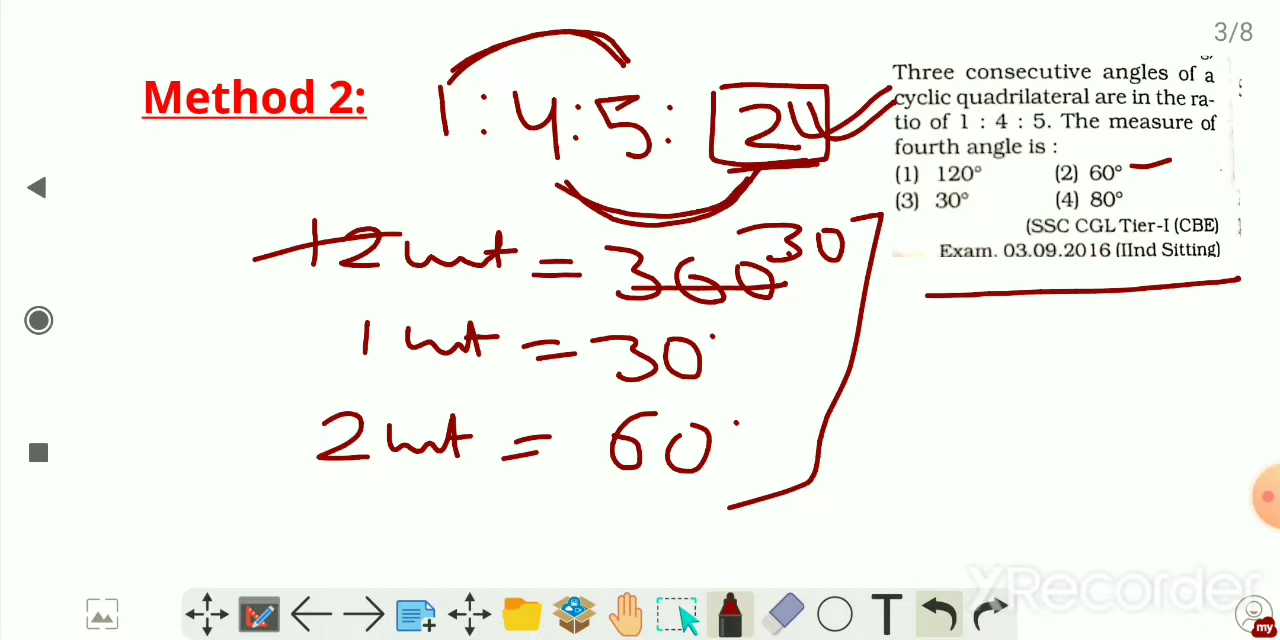 3/8
Method 2:
1 : 4 : 5 : 2u
Three consecutive angles of a
cyclic quadrilateral are in the ra-
tio of 1 : 4 : 5. The measure of
fourth angle is :
(1) 120° (2) 60°
(3) 30° (4) 80°
(SSC CGL Tier-I (CBE)
Exam. 03.09.2016 (IInd Sitting)
12 unit = 360 30
1 unit = 30°
2 unit = 60°
T
XRecorder
my